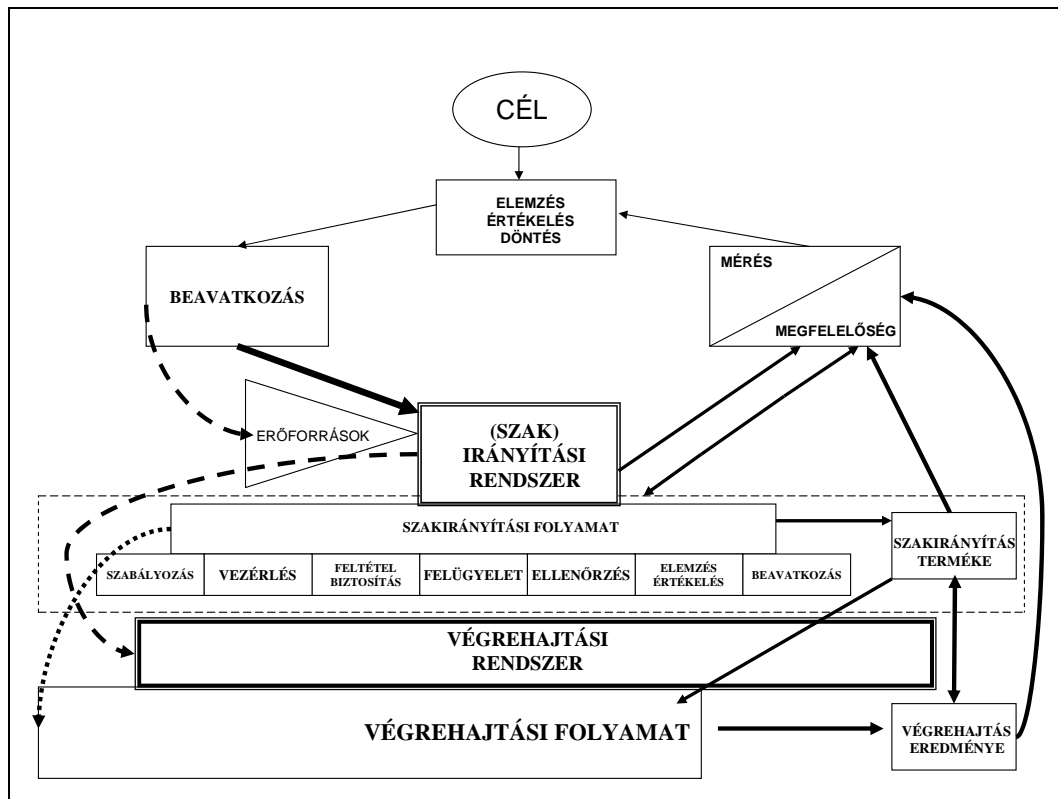 CÉL
ELEMZÉS
ÉRTÉKELÉS
DÖNTÉS
BEAVATKOZÁS
MÉRÉS
MEGFELELŐSÉG
ERŐFORRÁSOK
(SZAK)
IRÁNYÍTÁSI
RENDSZER
SZAKIRÁNYÍTÁSI FOLYAMAT
SZABÁLYOZÁS
VEZÉRLÉS
FELTÉTEL
BIZTOSÍTÁS
FELÜGYELET
ELLENŐRZÉS
ELEMZÉS
ÉRTÉKELÉS
BEAVATKOZÁS
SZAKIRÁNYÍTÁS
TERMÉKE
VÉGREHAJTÁSI
RENDSZER
VÉGREHAJTÁSI FOLYAMAT
VÉGREHAJTÁS
EREDMÉNYE